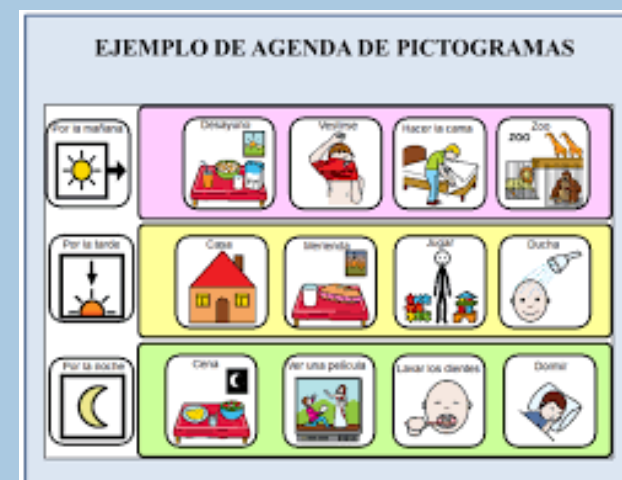 EJEMPLO DE AGENDA DE PICTOGRAMAS
Por la mañana
Desayuno
Vestirse
Hacer la cama
Zoo
ZOO
Por la tarde
Casa
Merienda
Jugar
Ducha
Por la noche
Cena
Ver una película
Lavar los dientes
Dormir